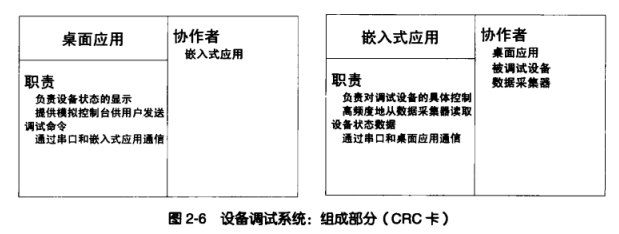 桌面应用
协作者
嵌入式应用
职责
负责设备状态的显示
提供模拟控制台供用户发送
调试命令
通过串口和嵌入式应用通信
嵌入式应用
协作者
桌面应用
被调试设备
数据采集器
职责
负责对调试设备的具体控制
高频度地从数据采集器读取
设备状态数据
通过串口和桌面应用通信
图 2-6 设备调试系统：组成部分（CRC 卡）